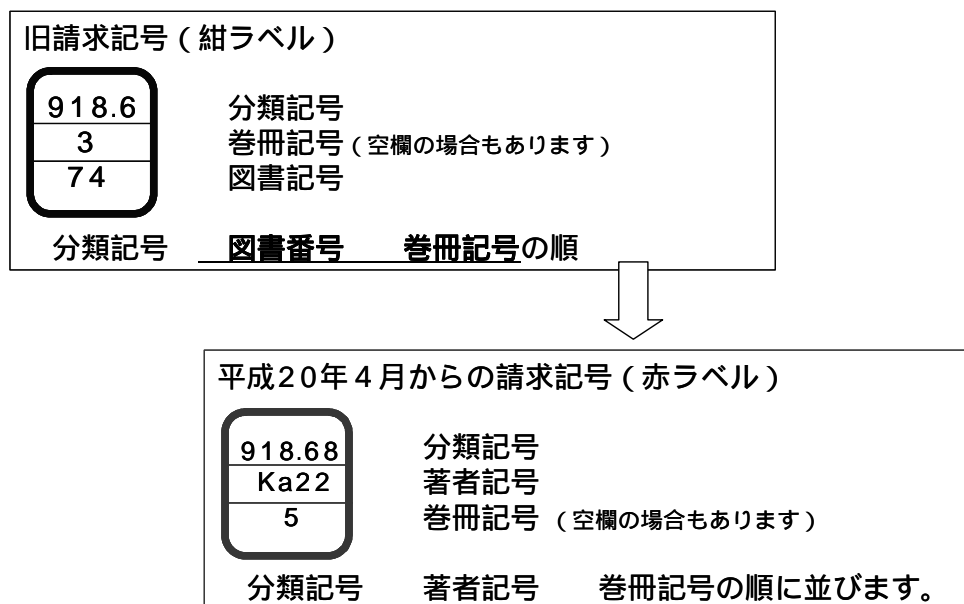 旧請求記号(紺ラベル)
918.6 分類記号
3 巻冊記号(空欄の場合もあります)
74 図書記号
分類記号 図書番号 巻冊記号の順
平成20年4月からの請求記号(赤ラベル)
918.68 分類記号
Ka22 著者記号
5 巻冊記号 (空欄の場合もあります)
分類記号 著者記号 巻冊記号の順に並びます。